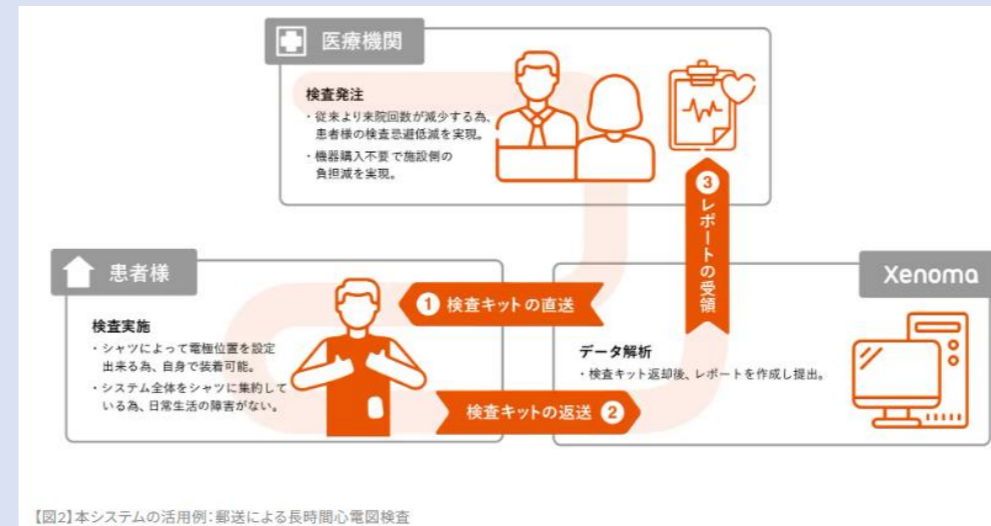 医療機関
検査発注
・従来より来院回数が減少する為、
患者様の検査忌避低減を実現。
・機器購入不要で施設側の
負担減を実現。
3 レポートの受領
患者様
検査実施
・シャツによって電極位置を設定
出来る為、自身で装着可能。
・システム全体をシャツに集約して
いる為、日常生活の障害がない。
1 検査キットの直送
検査キットの返送 2
Xenoma
データ解析
・検査キット返却後、レポートを作成し提出。
【図2】本システムの活用例：郵送による長時間心電図検査